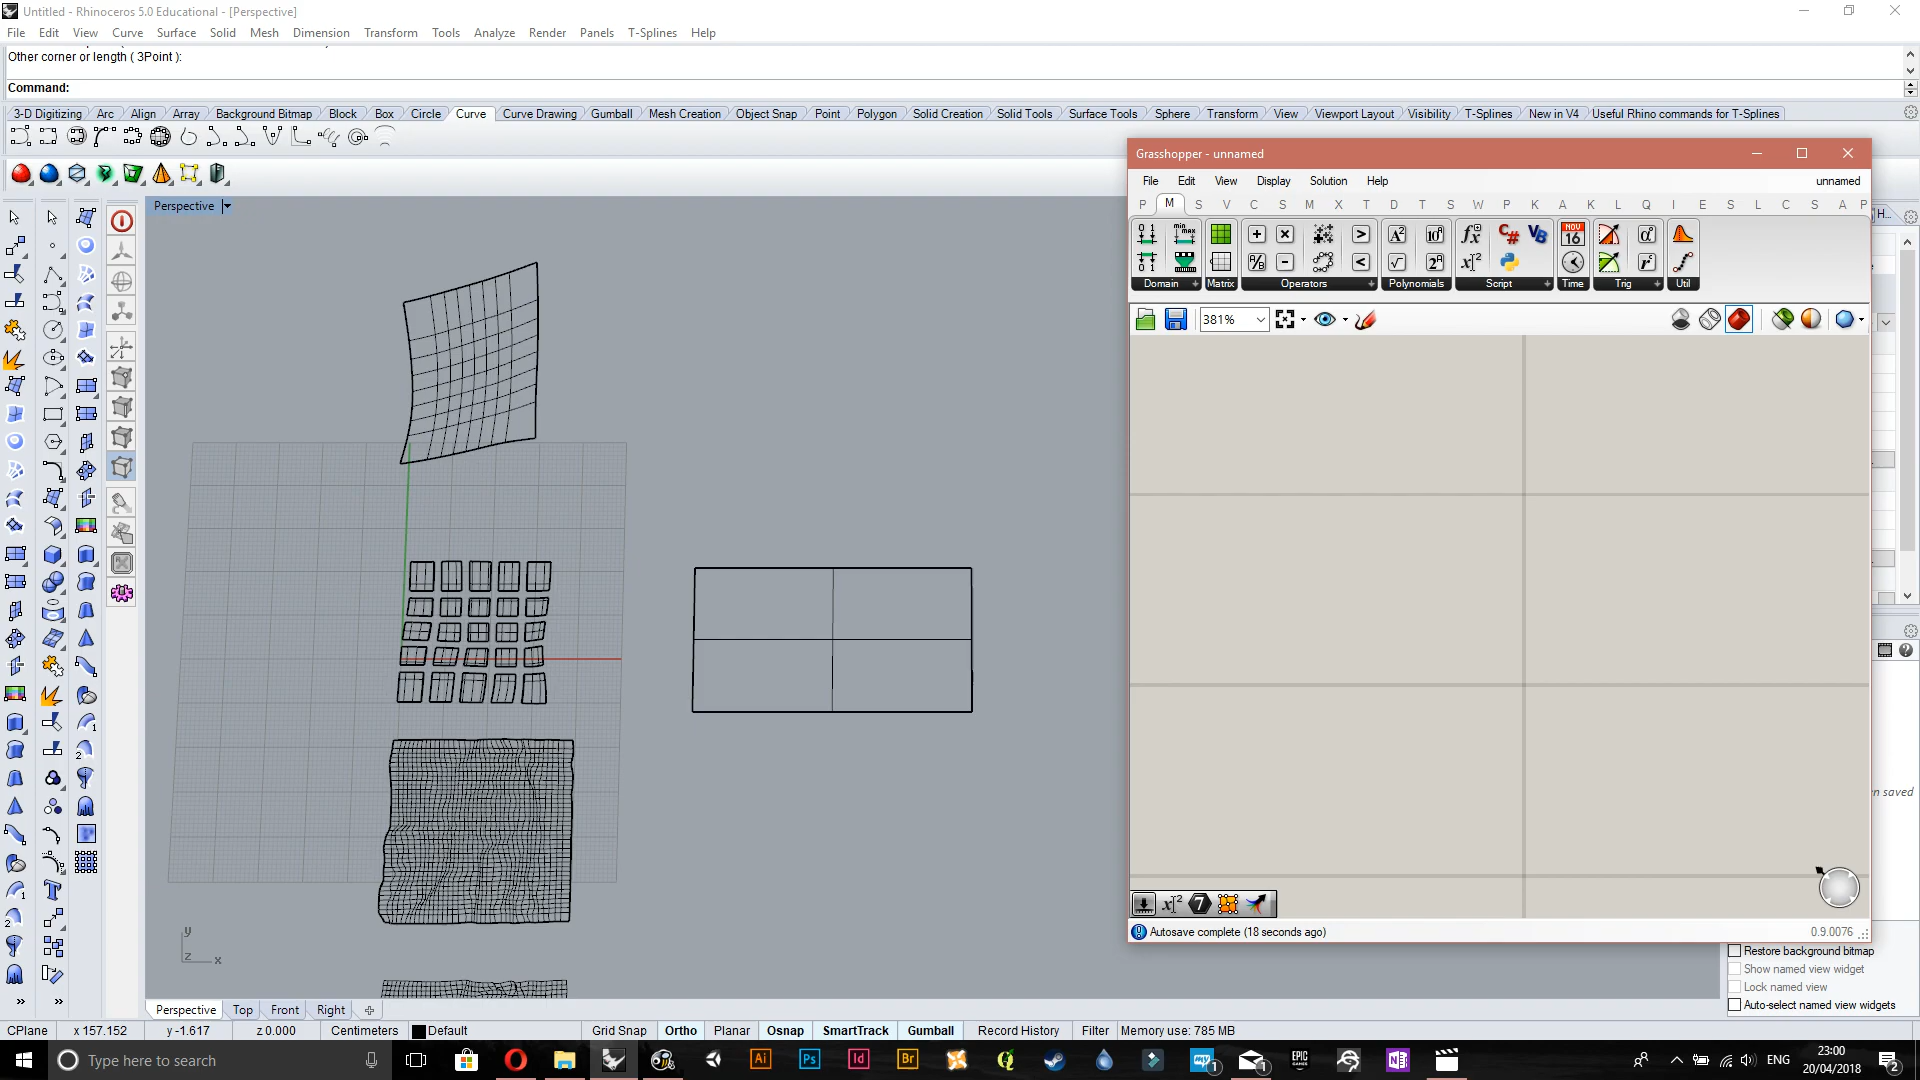 Untitled - Rhinoceros 5.0 Educational - [Perspective]
File Edit View Curve Surface Solid Mesh Dimension Transform Tools Analyze Render Panels T-Splines Help
Other corner or length ( 3Point ):
Command:
3-D Digitizing Arc Align Array Background Bitmap Block Box Circle Curve Curve Drawing Gumball Mesh Creation Object Snap Point Polygon Solid Creation Solid Tools Surface Tools Sphere Transform View Viewport Layout Visibility T-Splines New in V4 Useful Rhino commands for T-Splines
Grasshopper - unnamed
File Edit View Display Solution Help unnamed
P M S V C S M X T D T S W P K A K L Q I E S L C S A P
Domain Matrix Operators Polynomials Script Time Trig Util
381%
Perspective
y
z x
Autosave complete (18 seconds ago) 0.9.0076
n saved
Restore background bitmap
Show named view widget
Lock named view
Auto-select named view widgets
Perspective Top Front Right
CPlane x 157.152 y -1.617 z 0.000 Centimeters Default Grid Snap Ortho Planar Osnap SmartTrack Gumball Record History Filter Memory use: 785 MB
Type here to search
ENG
23:00
20/04/2018